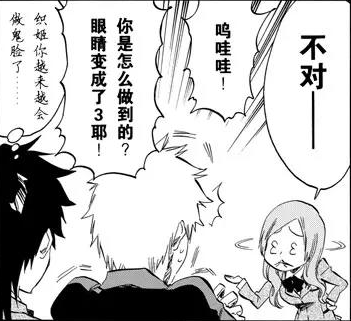 不对——
呜哇哇！
你是怎么做到的？
眼睛变成了3耶！
织姬你越来越会
做鬼脸了……